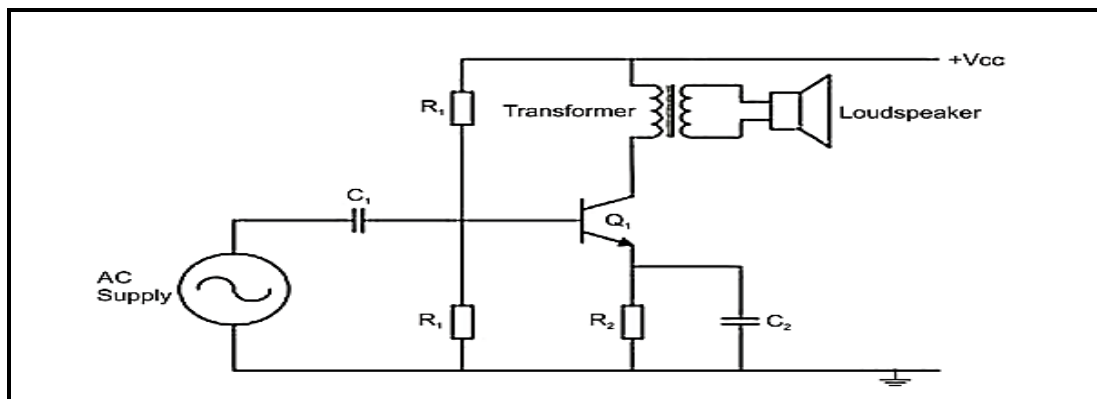 +Vcc
R₁
Transformer
Loudspeaker
C₁
Q₁
AC
Supply
R₁
R₂
C₂